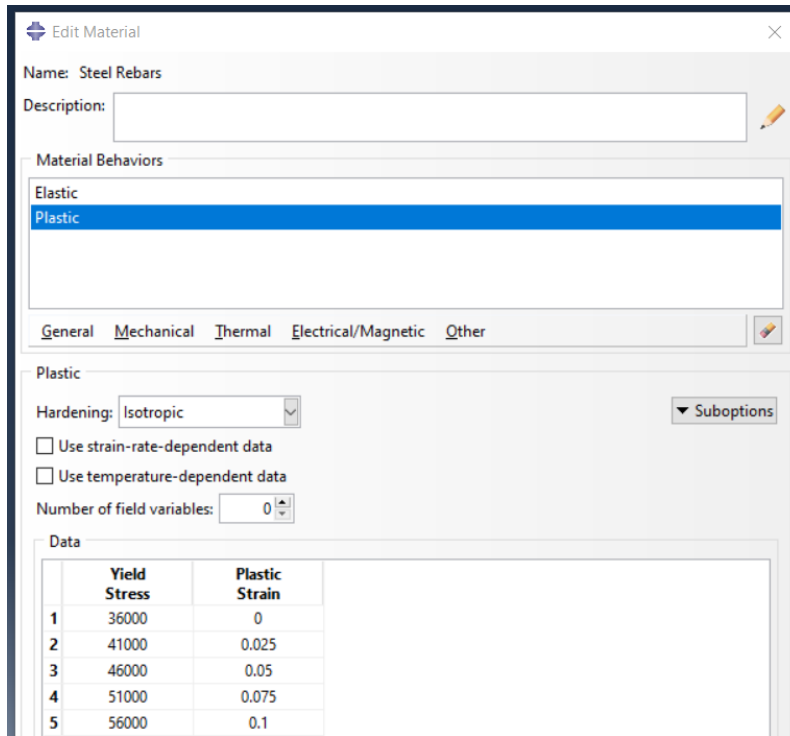 Edit Material
Name: Steel Rebars
Description:
Material Behaviors
Elastic
Plastic
General Mechanical Thermal Electrical/Magnetic Other
Plastic
Hardening: Isotropic
Suboptions
Use strain-rate-dependent data
Use temperature-dependent data
Number of field variables: 0
Data
Yield Plastic
Stress Strain
1 36000 0
2 41000 0.025
3 46000 0.05
4 51000 0.075
5 56000 0.1